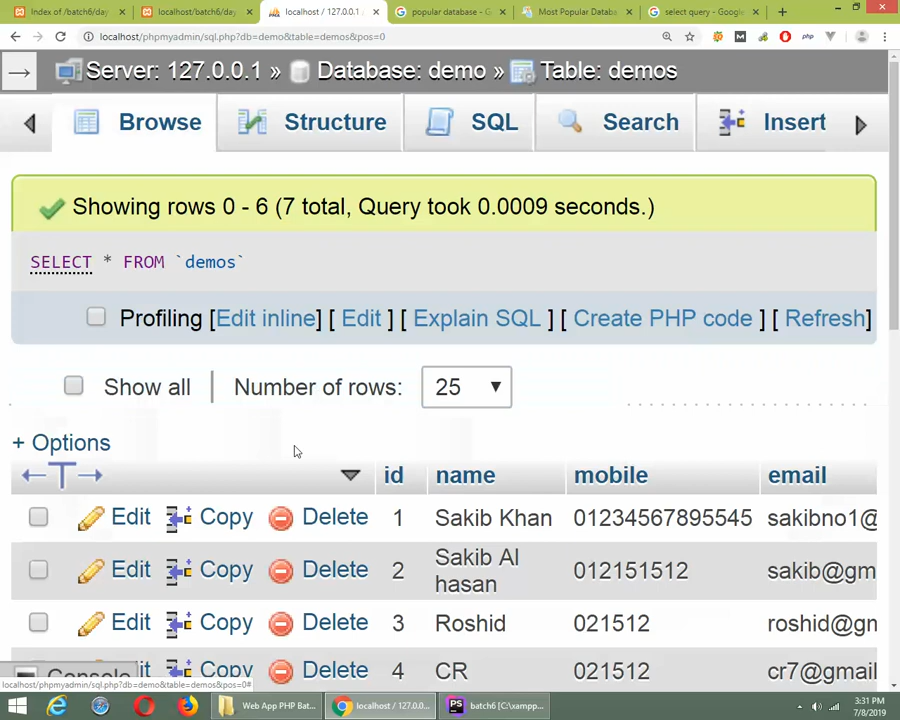 Index of /batch6/day
localhost/batch6/day
localhost / 127.0.0.1
popular database - G
Most Popular Databa
select query - Google
localhost/phpmyadmin/sql.php?db=demo&table=demos&pos=0
Server: 127.0.0.1 » Database: demo » Table: demos
Browse Structure SQL Search Insert
Showing rows 0 - 6 (7 total, Query took 0.0009 seconds.)
SELECT * FROM `demos`
Profiling [Edit inline] [ Edit ] [ Explain SQL ] [ Create PHP code ] [ Refresh]
Show all Number of rows: 25
+ Options
←T→ id name mobile email
Edit Copy Delete 1 Sakib Khan 01234567895545 sakibno1@
Edit Copy Delete 2 Sakib Al hasan 012151512 sakib@gm
Edit Copy Delete 3 Roshid 021512 roshid@gn
Copy Delete 4 CR 021512 cr7@gmail
localhost/phpmyadmin/sql.php?db=demo&table=demos&pos=0#
Web App PHP Bat...
localhost / 127.0.0....
batch6 [C:\xampp...
3:31 PM
7/8/2019